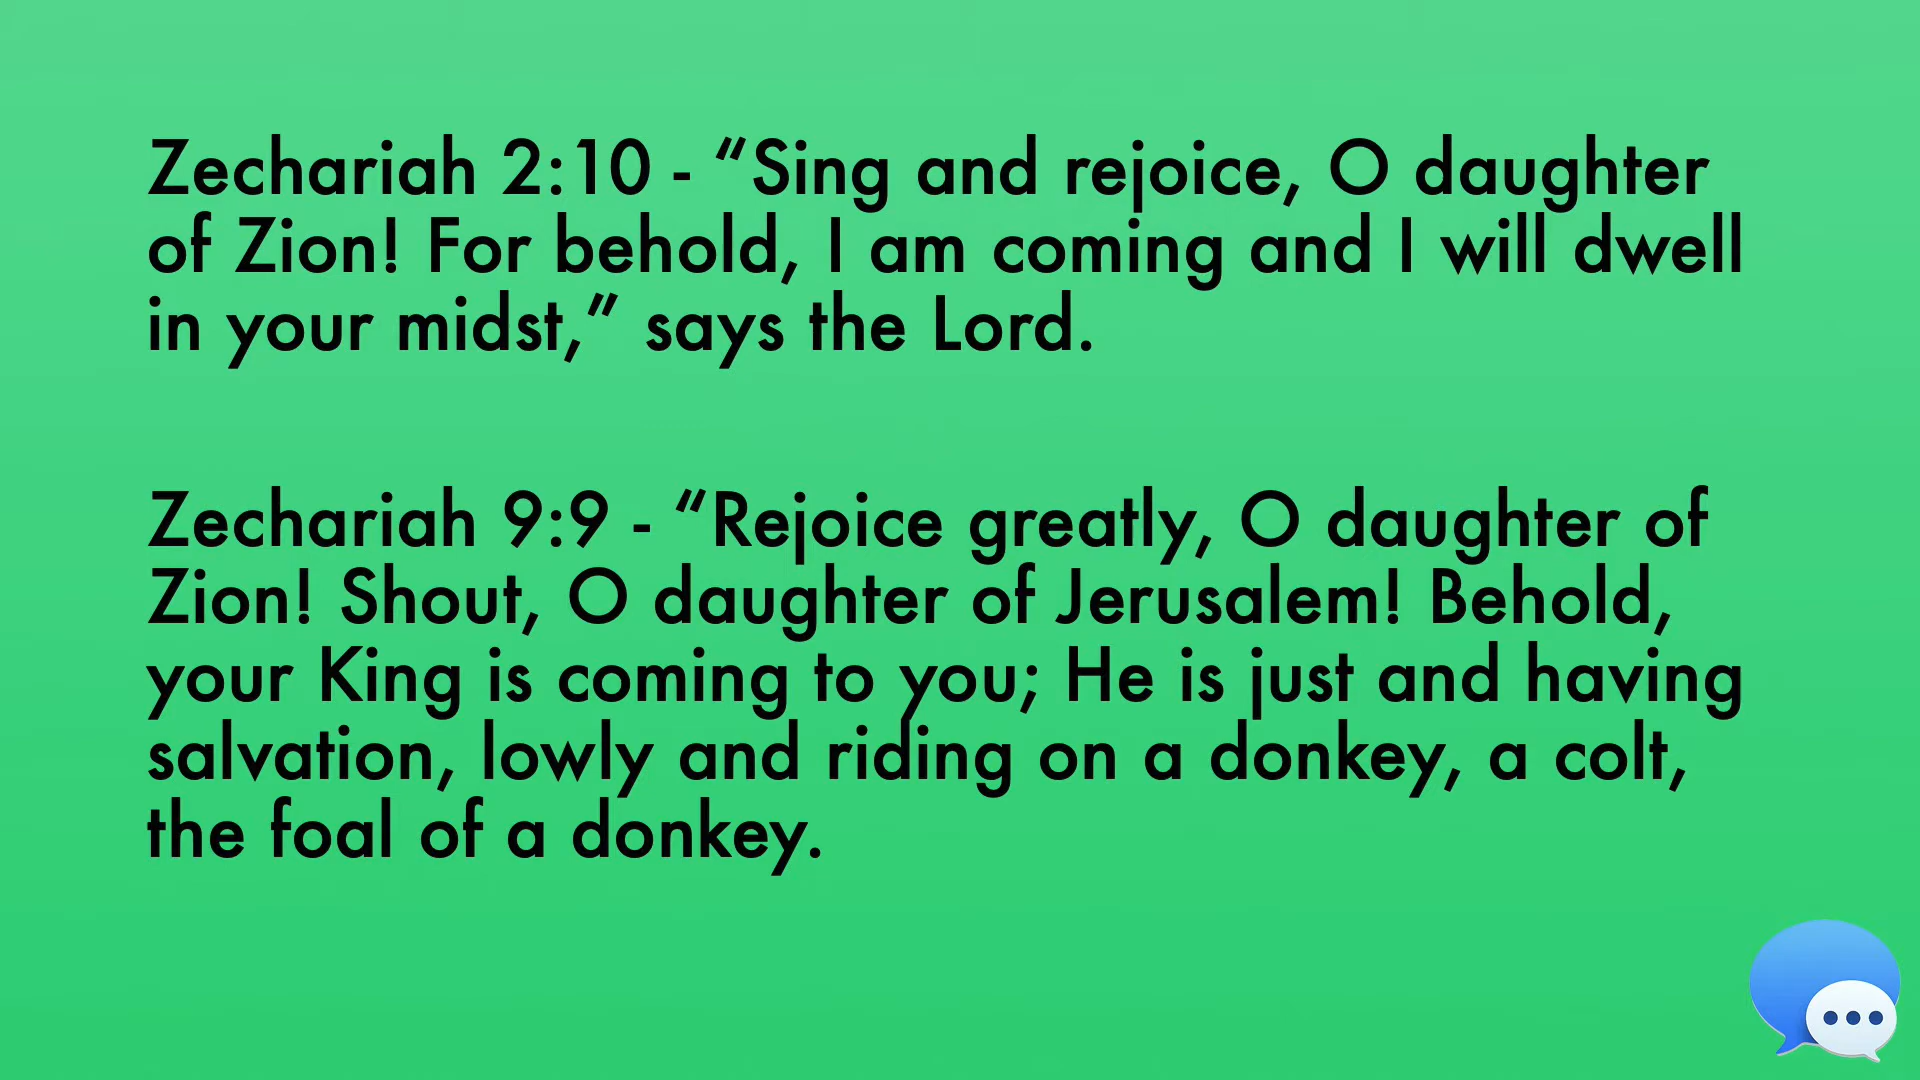 Zechariah 2:10 - “Sing and rejoice, O daughter
of Zion! For behold, I am coming and I will dwell
in your midst,” says the Lord.
Zechariah 9:9 - “Rejoice greatly, O daughter of
Zion! Shout, O daughter of Jerusalem! Behold,
your King is coming to you; He is just and having
salvation, lowly and riding on a donkey, a colt,
the foal of a donkey.